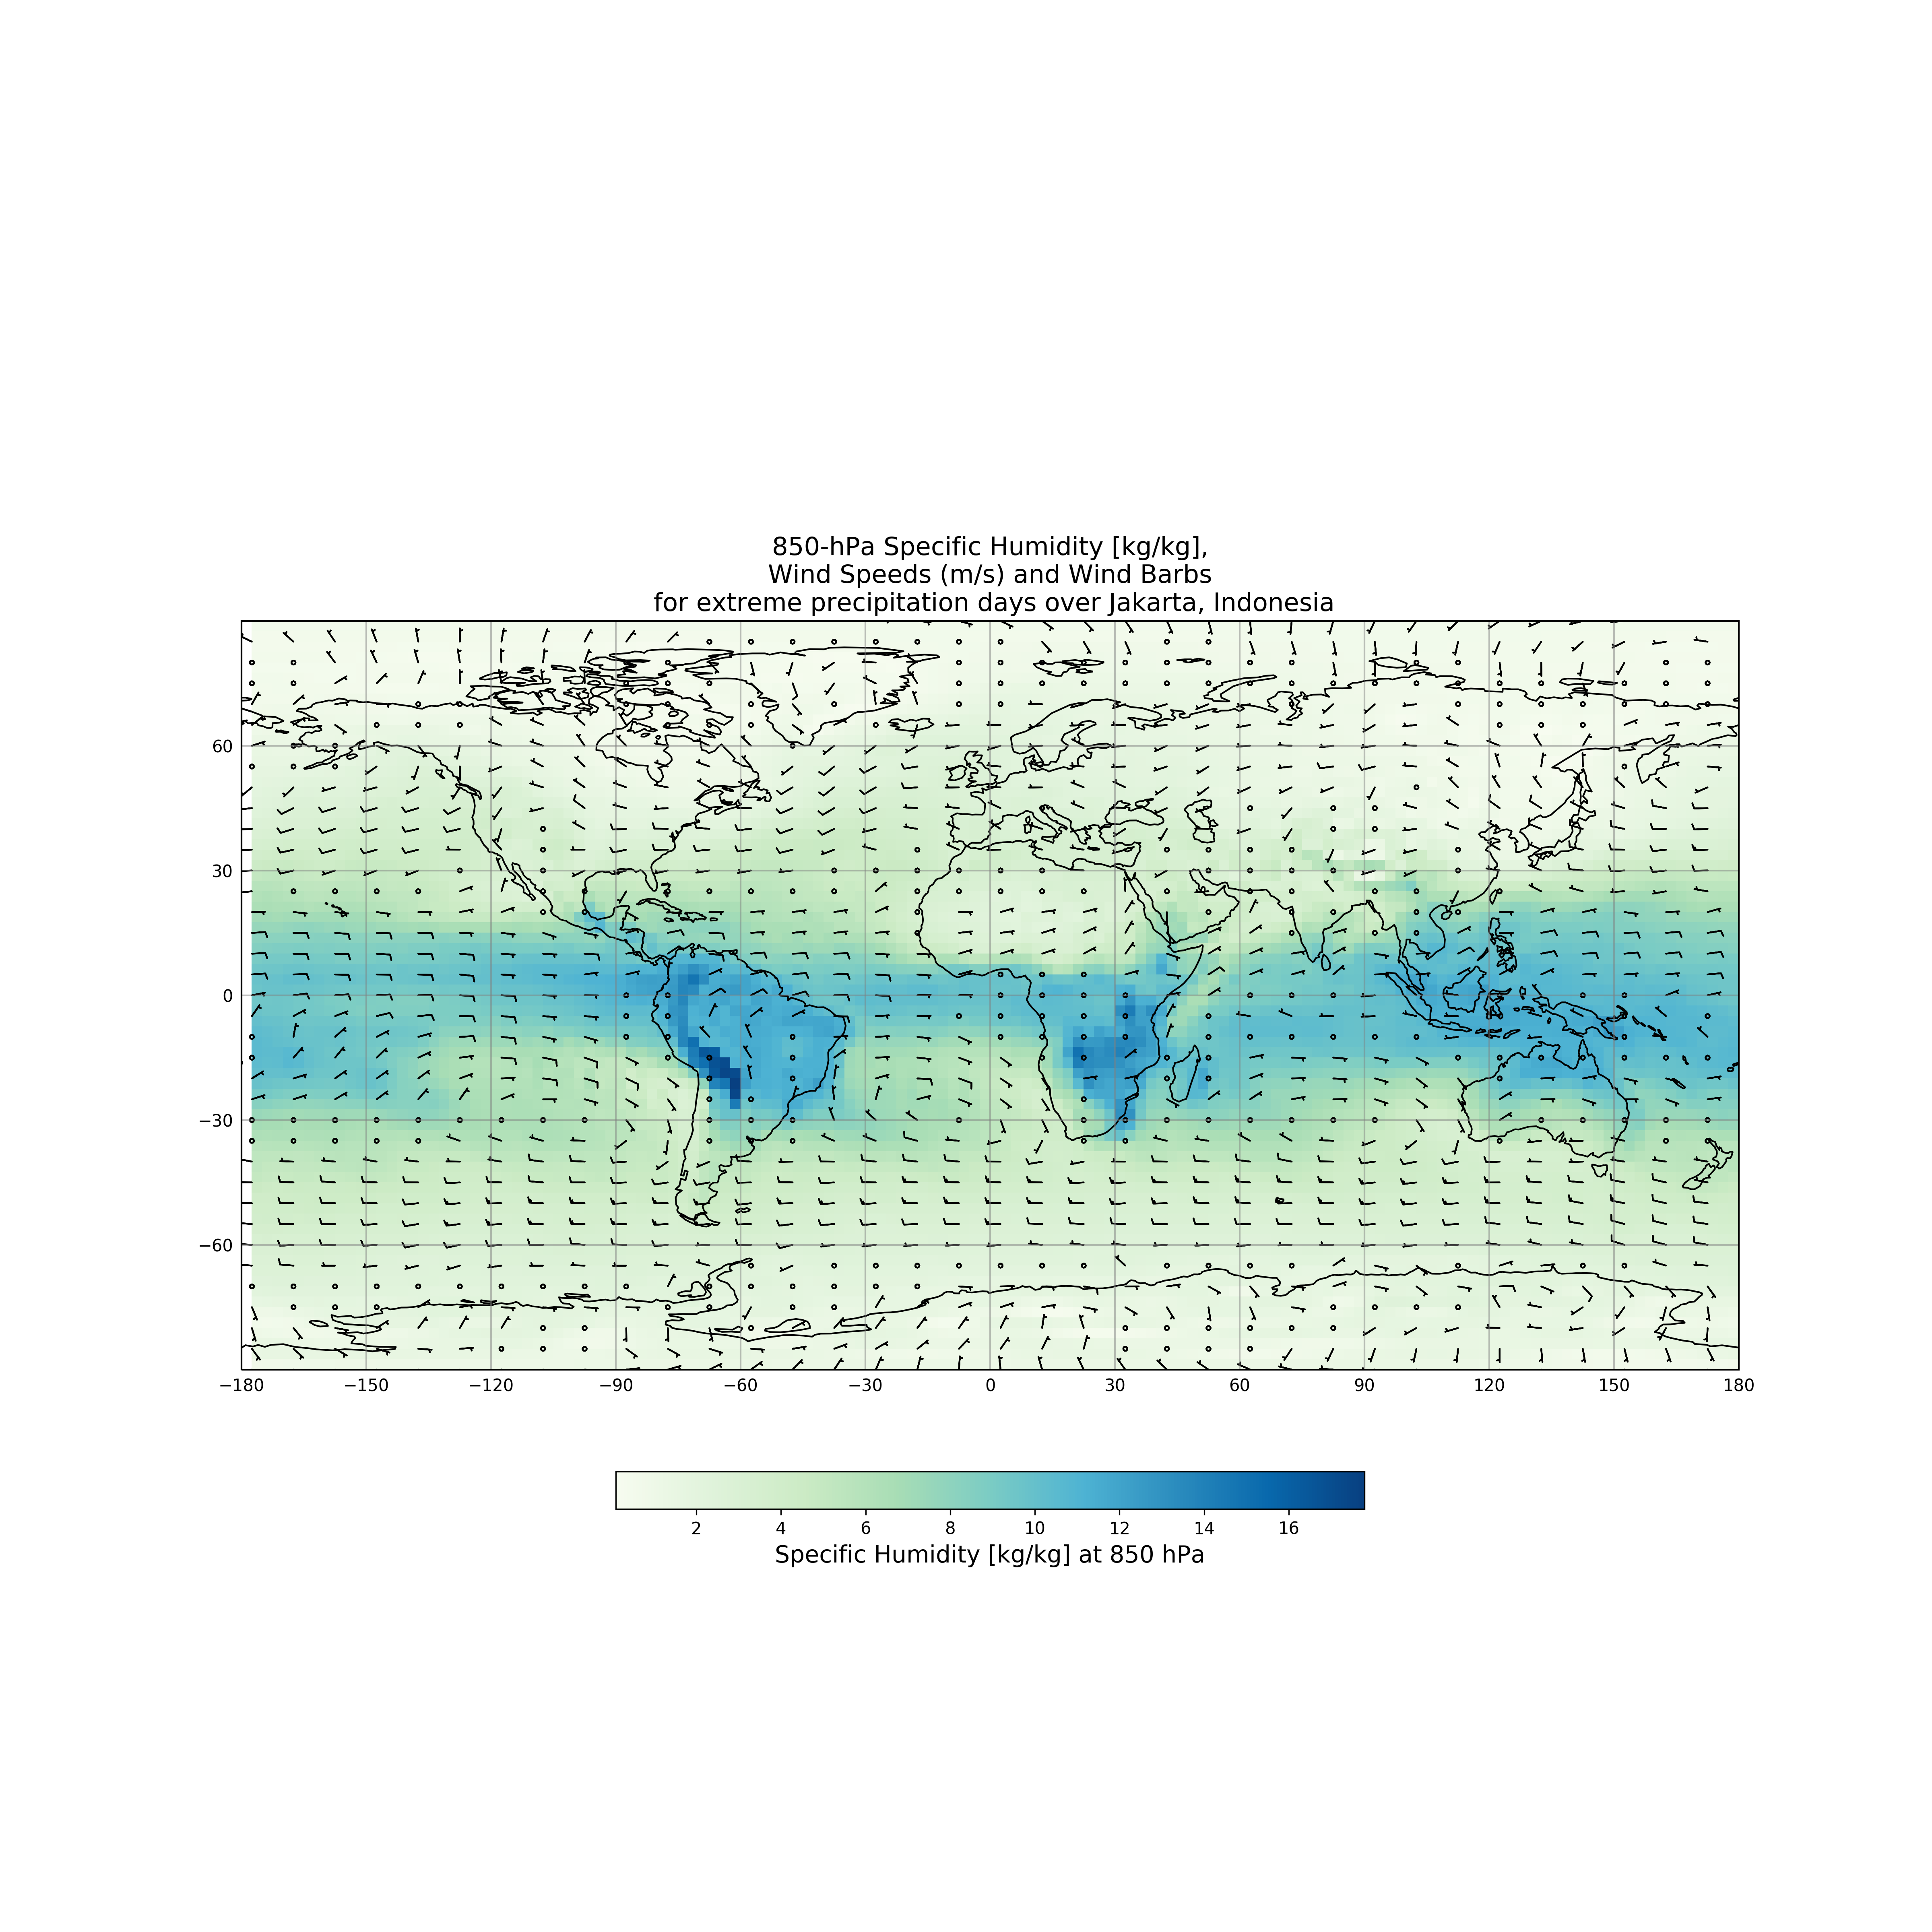 850-hPa Specific Humidity [kg/kg],
Wind Speeds (m/s) and Wind Barbs
for extreme precipitation days over Jakarta, Indonesia
60
30
0
−30
−60
−180 −150 −120 −90 −60 −30 0 30 60 90 120 150 180
2 4 6 8 10 12 14 16
Specific Humidity [kg/kg] at 850 hPa